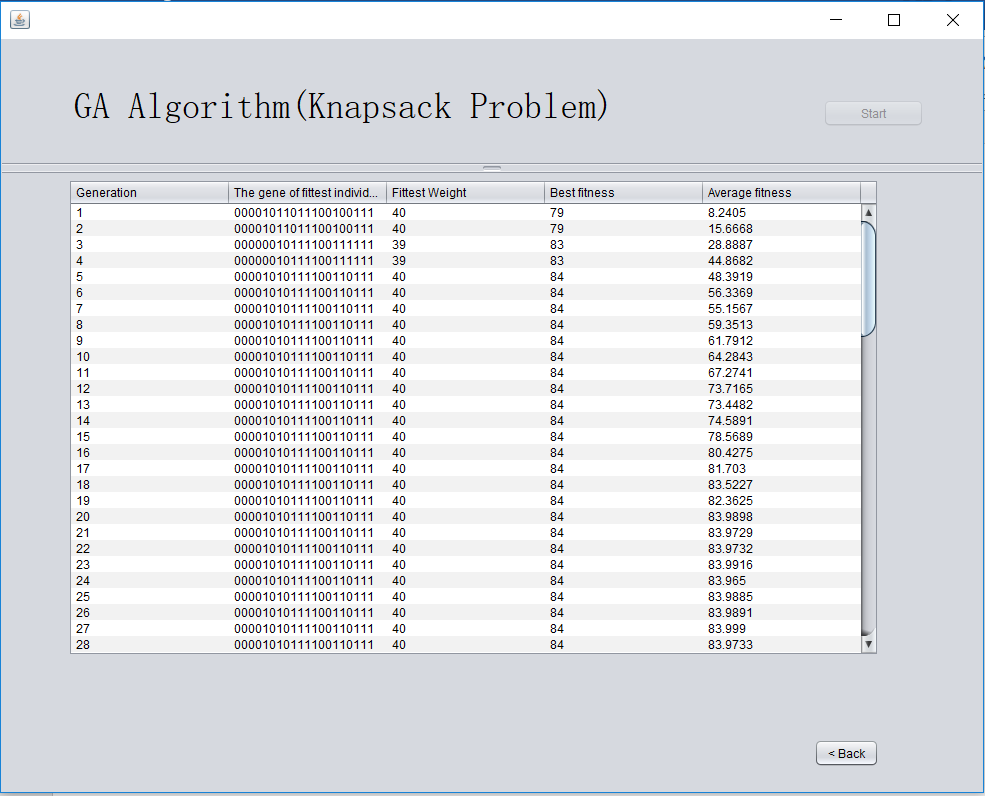 GA Algorithm(Knapsack Problem)
Start
Generation The gene of fittest individ... Fittest Weight Best fitness Average fitness
1 00001011011100100111 40 79 8.2405
2 00001011011100100111 40 79 15.6668
3 00000010111100111111 39 83 28.8887
4 00000010111100111111 39 83 44.8682
5 00001010111100110111 40 84 48.3919
6 00001010111100110111 40 84 56.3369
7 00001010111100110111 40 84 55.1567
8 00001010111100110111 40 84 59.3513
9 00001010111100110111 40 84 61.7912
10 00001010111100110111 40 84 64.2843
11 00001010111100110111 40 84 67.2741
12 00001010111100110111 40 84 73.7165
13 00001010111100110111 40 84 73.4482
14 00001010111100110111 40 84 74.5891
15 00001010111100110111 40 84 78.5689
16 00001010111100110111 40 84 80.4275
17 00001010111100110111 40 84 81.703
18 00001010111100110111 40 84 83.5227
19 00001010111100110111 40 84 82.3625
20 00001010111100110111 40 84 83.9898
21 00001010111100110111 40 84 83.9729
22 00001010111100110111 40 84 83.9732
23 00001010111100110111 40 84 83.9916
24 00001010111100110111 40 84 83.965
25 00001010111100110111 40 84 83.9885
26 00001010111100110111 40 84 83.9891
27 00001010111100110111 40 84 83.999
28 00001010111100110111 40 84 83.9733
< Back